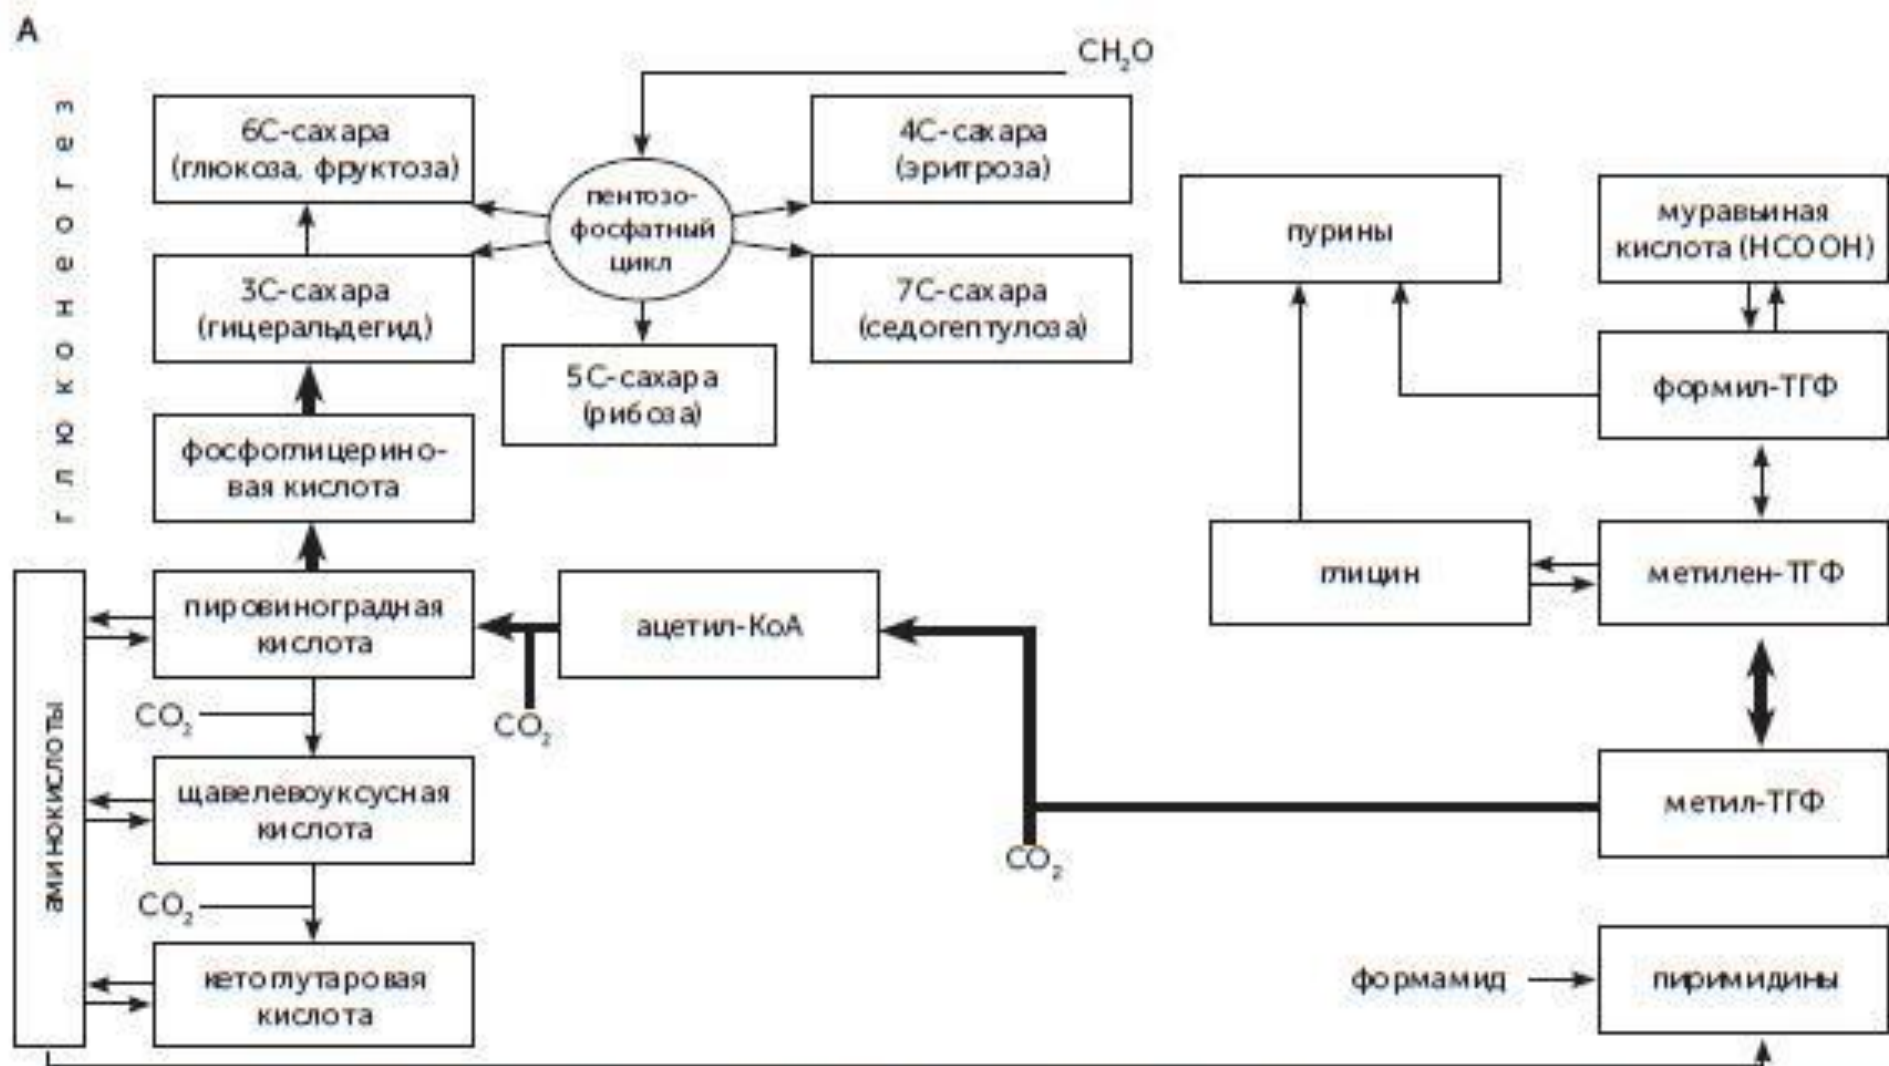 А
глюконеогез
CH₂O
6С-сахара
(глюкоза, фруктоза)
пентозо-
фосфатный
цикл
4С-сахара
(эритроза)
3С-сахара
(гицеральдегид)
7С-сахара
(седогептулоза)
5С-сахара
(рибоза)
фосфоглицерино-
вая кислота
пурины
муравьиная
кислота (HCOOH)
формил-ТГФ
глицин
метилен-ТГФ
аминокислоты
пировиноградная
кислота
ацетил-КоА
CO₂
CO₂
щавелевоуксусная
кислота
метил-ТГФ
CO₂
CO₂
кетоглутаровая
кислота
формамид
пиримидины